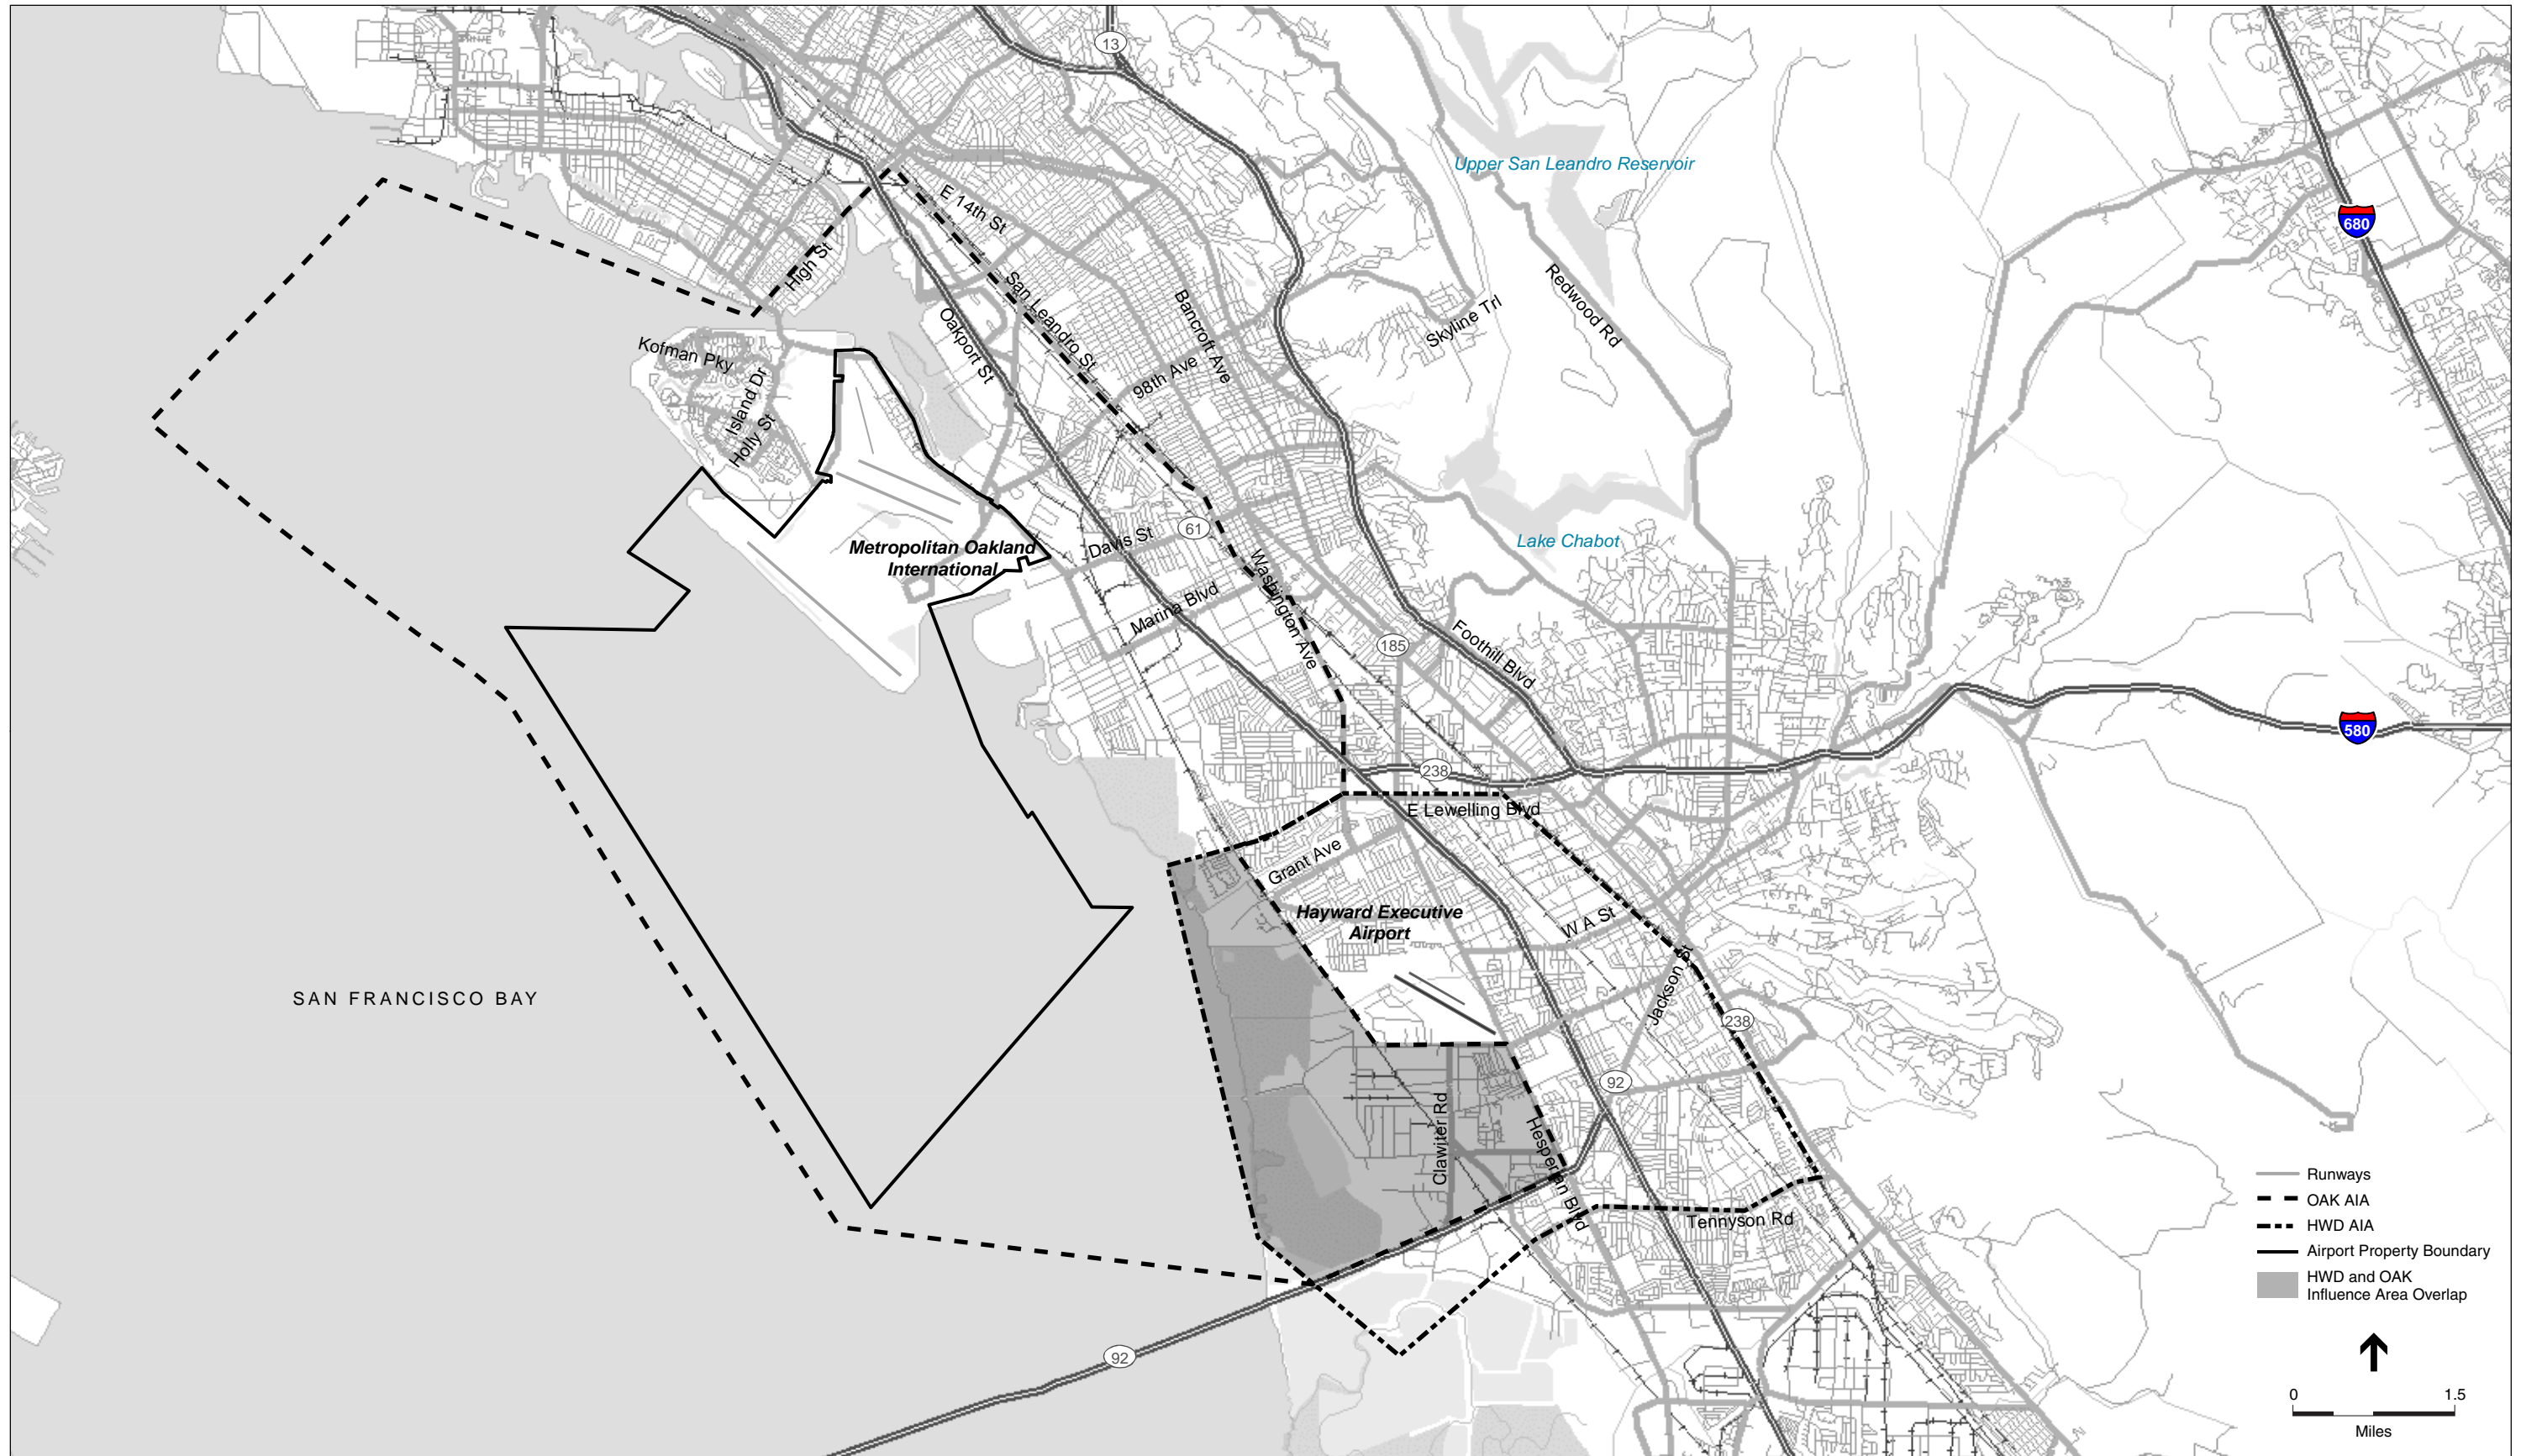 13
Upper San Leandro Reservoir
E 14th St
680
High St
San Leandro St
Redwood Rd
Bancroft Ave
Skyline Trl
Oakport St
Kofman Pky
98th Ave
Island Dr
Holly St
61
Davis St
Lake Chabot
Metropolitan Oakland
International
Washington Ave
Marina Blvd
185
Foothill Blvd
580
238
E Lewelling Blvd
Grant Ave
Hayward Executive
Airport
W A St
Jackson St
SAN FRANCISCO BAY
238
92
Clawiter Rd
Hesperian Blvd
Tennyson Rd
92
Runways
OAK AIA
HWD AIA
Airport Property Boundary
HWD and OAK
Influence Area Overlap
0 1.5
Miles